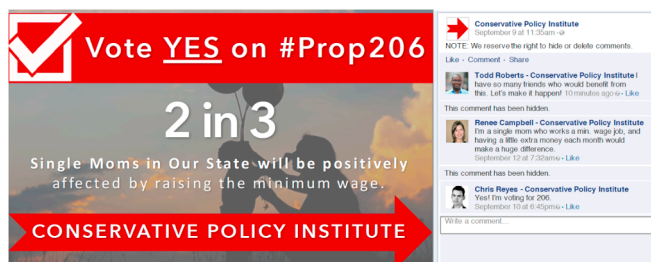 Vote YES on #Prop206
2 in 3
Single Moms in Our State will be positively
affected by raising the minimum wage.
CONSERVATIVE POLICY INSTITUTE
Conservative Policy Institute
September 9 at 11:35am ·
NOTE: We reserve the right to hide or delete comments.
Like · Comment · Share
Todd Roberts - Conservative Policy Institute I
have so many friends who would benefit from
this. Let's make it happen! 10 minutes ago · Like
This comment has been hidden.
Renee Campbell - Conservative Policy Institute
I'm a single mom who works a min. wage job, and
having a little extra money each month would
make a huge difference.
September 12 at 7:32am · Like
This comment has been hidden.
Chris Reyes - Conservative Policy Institute
Yes! I'm voting for 206.
September 10 at 6:45pm · Like
Write a comment...